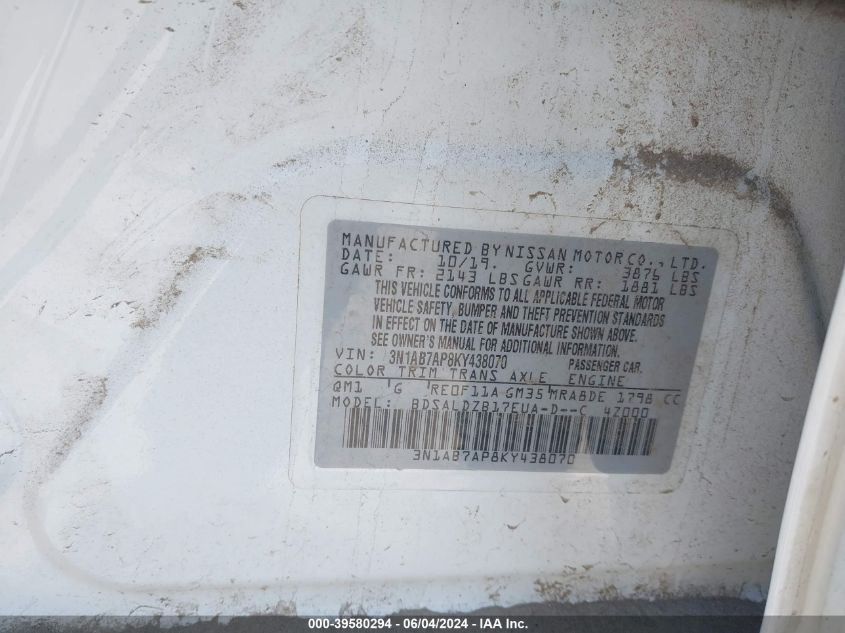 MANUFACTURED BY NISSAN MOTOR CO., LTD.
DATE: 10/19. GVWR: 3876 LBS
GAWR FR: 2143 LBS GAWR RR: 1881 LBS
THIS VEHICLE CONFORMS TO ALL APPLICABLE FEDERAL MOTOR
VEHICLE SAFETY, BUMPER AND THEFT PREVENTION STANDARDS
IN EFFECT ON THE DATE OF MANUFACTURE SHOWN ABOVE.
SEE OWNER'S MANUAL FOR ADDITIONAL INFORMATION.
VIN: 3N1AB7AP8KY438070 PASSENGER CAR.
COLOR TRIM TRANS AXLE ENGINE
QM1 G RE0F11A GM35 MRA8DE 1798 CC
MODEL: BDSALDZB17EUA-D--C 4Z000
3N1AB7AP8KY438070
000-39580294 - 06/04/2024 - IAA Inc.